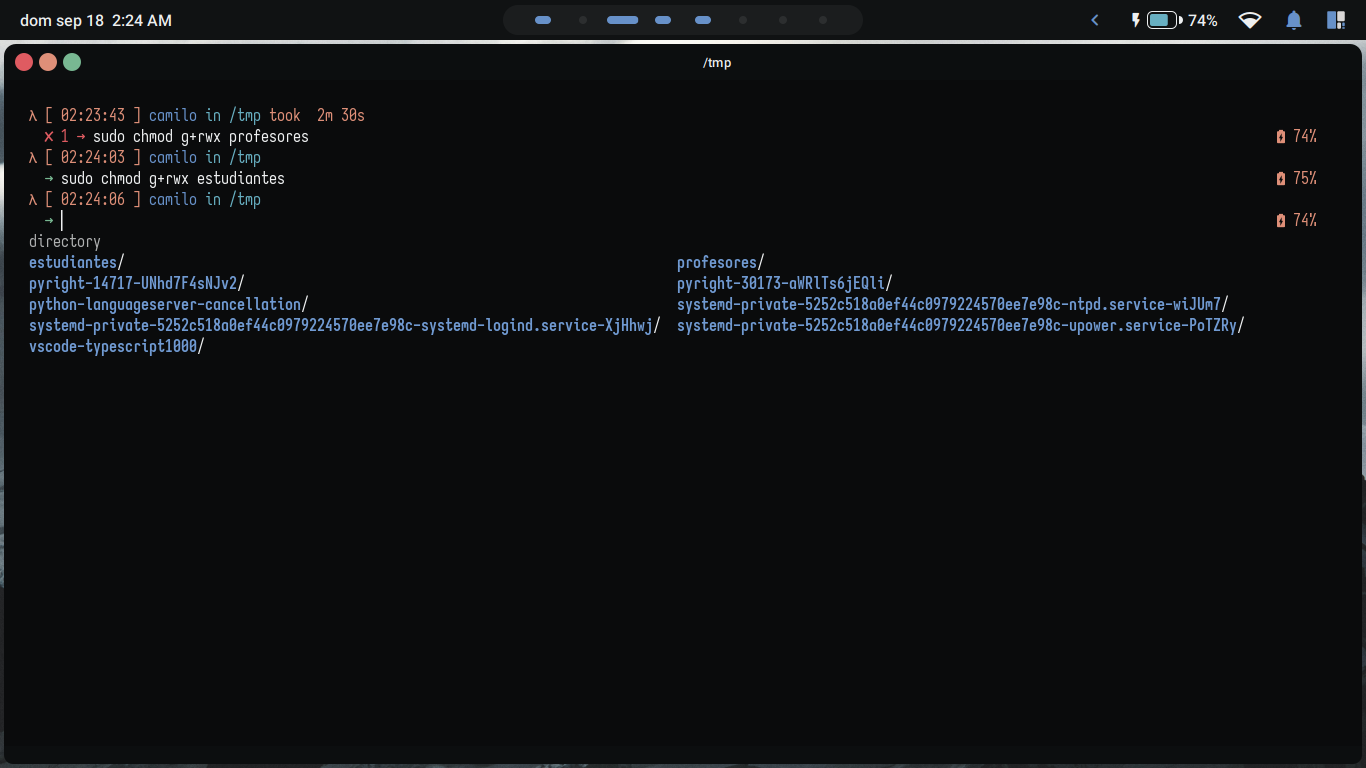 dom sep 18 2:24 AM
74%
/tmp
λ [ 02:23:43 ] camilo in /tmp took 2m 30s
✗ 1 → sudo chmod g+rwx profesores 74%
λ [ 02:24:03 ] camilo in /tmp
→ sudo chmod g+rwx estudiantes 75%
λ [ 02:24:06 ] camilo in /tmp
→ 74%
directory
estudiantes/ profesores/
pyright-14717-UNhd7F4sNJv2/ pyright-30173-aWRlTs6jEQli/
python-languageserver-cancellation/ systemd-private-5252c518a0ef44c0979224570ee7e98c-ntpd.service-wiJUm7/
systemd-private-5252c518a0ef44c0979224570ee7e98c-systemd-logind.service-XjHhwj/ systemd-private-5252c518a0ef44c0979224570ee7e98c-upower.service-PoTZRy/
vscode-typescript1000/